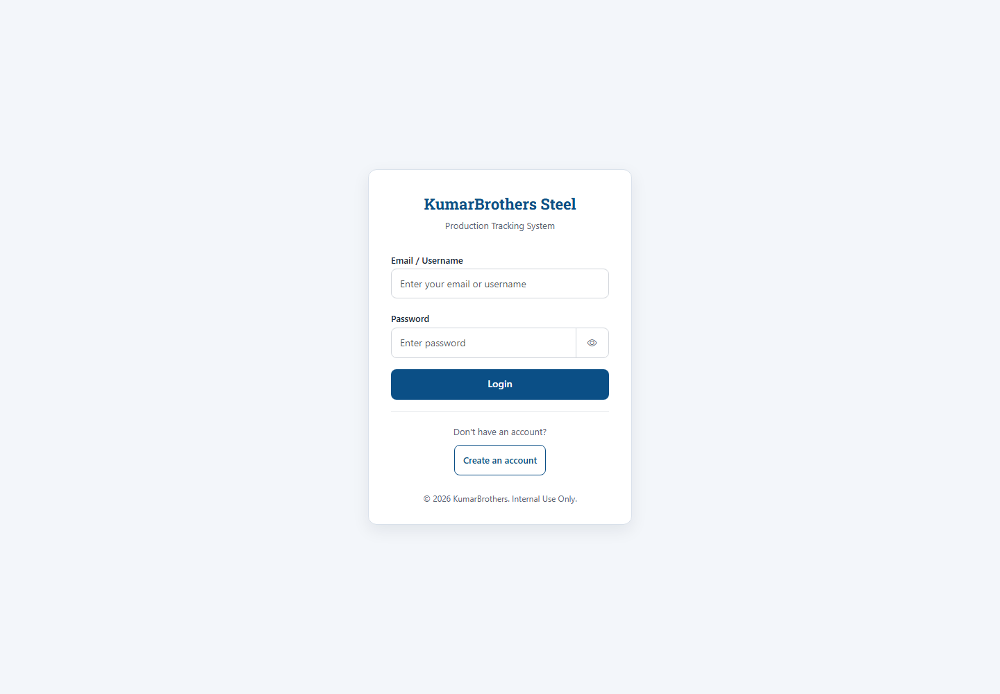 KumarBrothers Steel
Production Tracking System
Email / Username
Enter your email or username
Password
Enter password
Login
Don't have an account?
Create an account
© 2026 KumarBrothers. Internal Use Only.